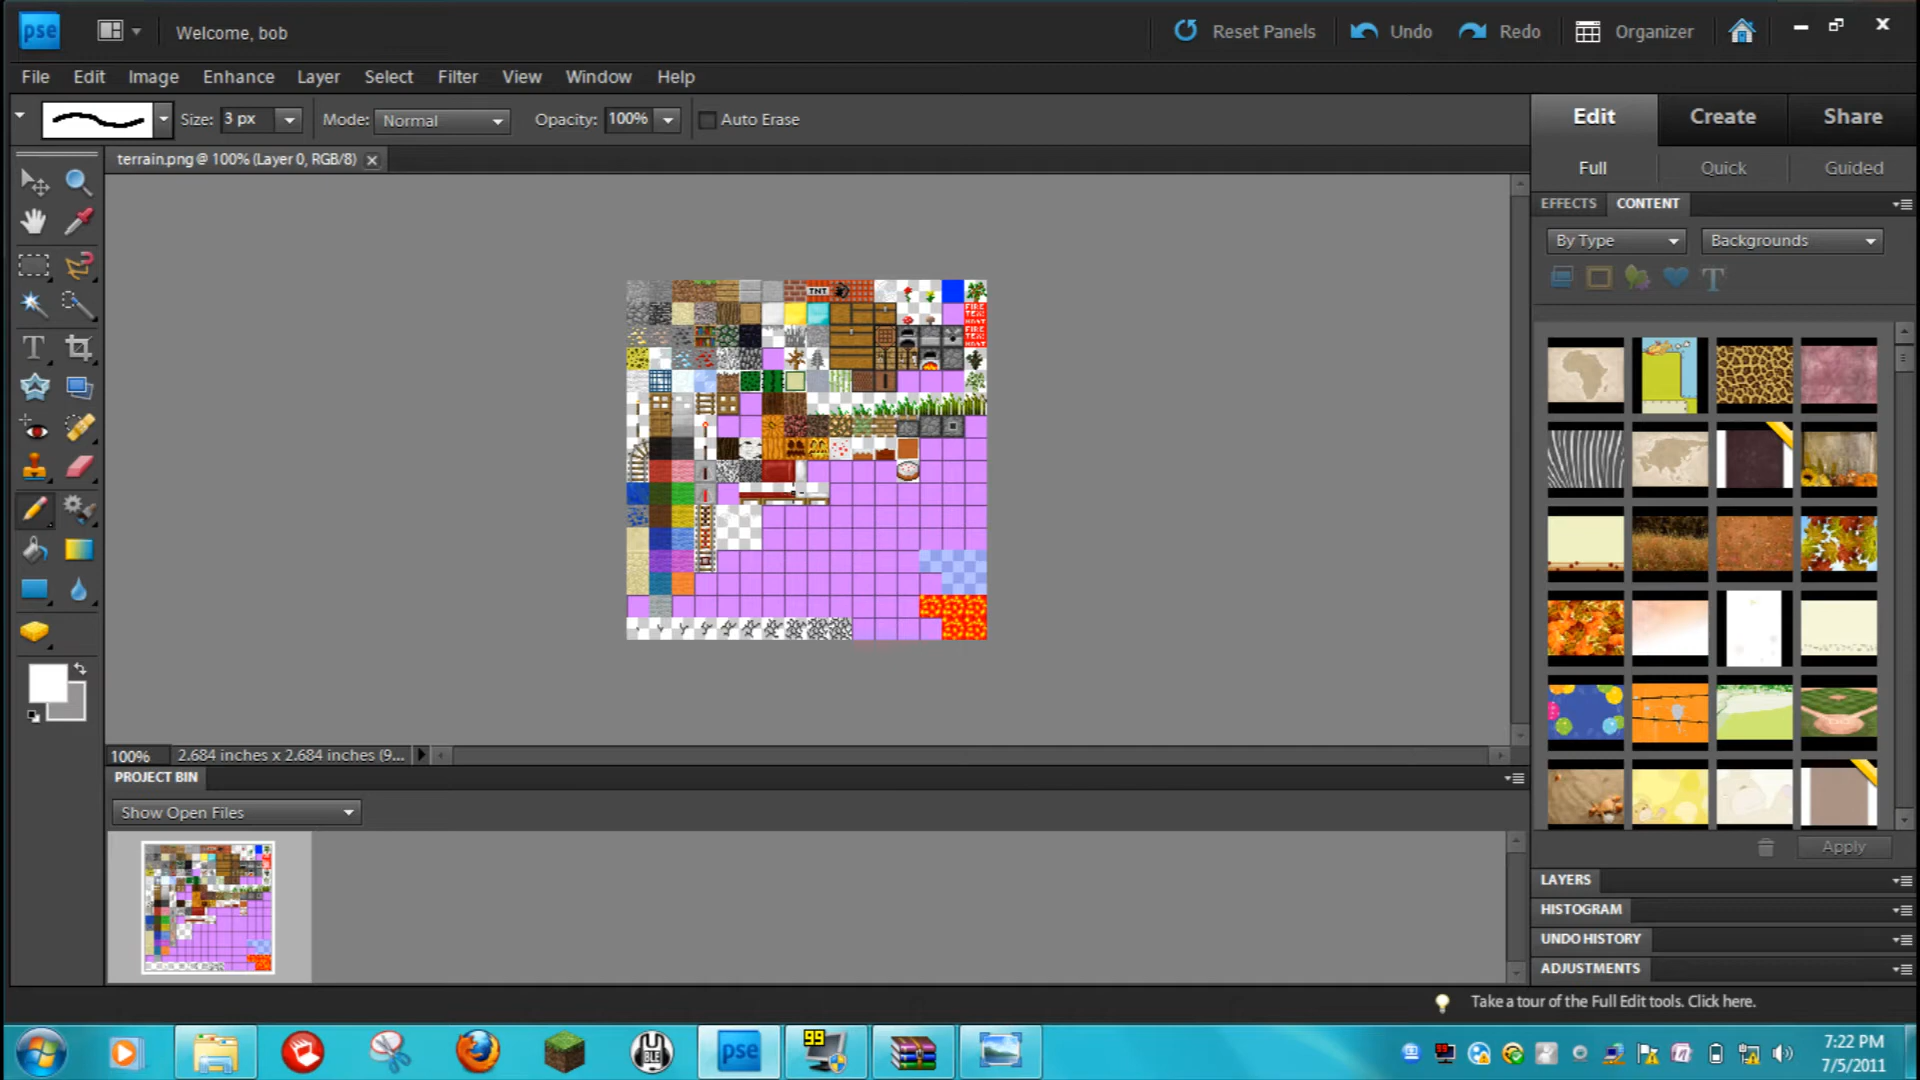 pse
Welcome, bob
Reset Panels
Undo
Redo
Organizer
File Edit Image Enhance Layer Select Filter View Window Help
Size: 3 px Mode: Normal Opacity: 100% Auto Erase
Edit Create Share
terrain.png @ 100% (Layer 0, RGB/8)
Full Quick Guided
EFFECTS CONTENT
By Type Backgrounds
TNT
100% 2.684 inches x 2.684 inches (9...
PROJECT BIN
Show Open Files
Apply
LAYERS
HISTOGRAM
UNDO HISTORY
ADJUSTMENTS
Take a tour of the Full Edit tools. Click here.
BLE
pse
99
7:22 PM
7/5/2011